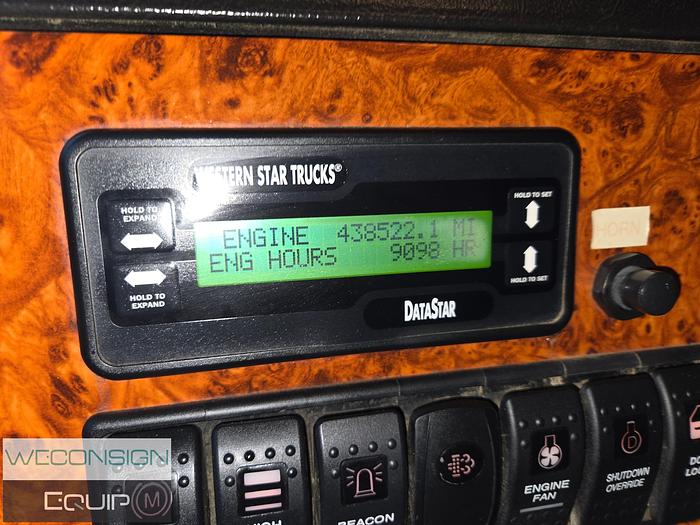 WESTERN STAR TRUCKS®
HOLD TO
EXPAND
HOLD TO SET
ENGINE 438522.1 MI
ENG HOURS 9098 HR
HOLD TO
EXPAND
HOLD TO SET
DATASTAR
HORN
WECONSIGN
EQUIP M
HIGH
BEACON
ENGINE
FAN
D
SHUTDOWN
OVERRIDE